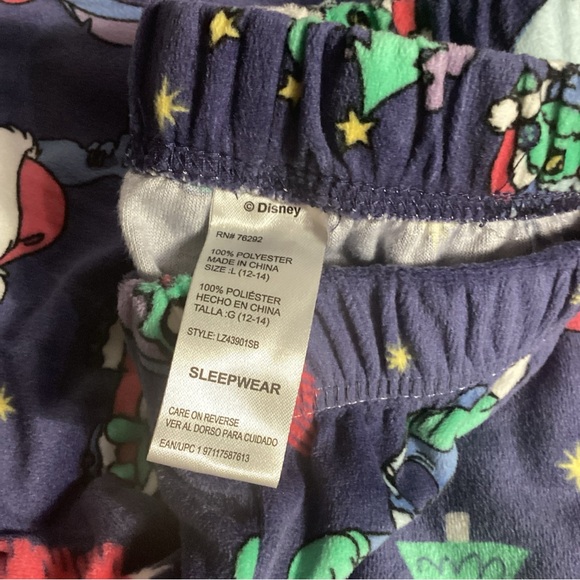 © Disney
RN# 76292
100% POLYESTER
MADE IN CHINA
SIZE :L (12-14)
100% POLIÉSTER
HECHO EN CHINA
TALLA :G (12-14)
STYLE: LZ43901SB
SLEEPWEAR
CARE ON REVERSE
VER AL DORSO PARA CUIDADO
EAN/UPC 1 97117587613